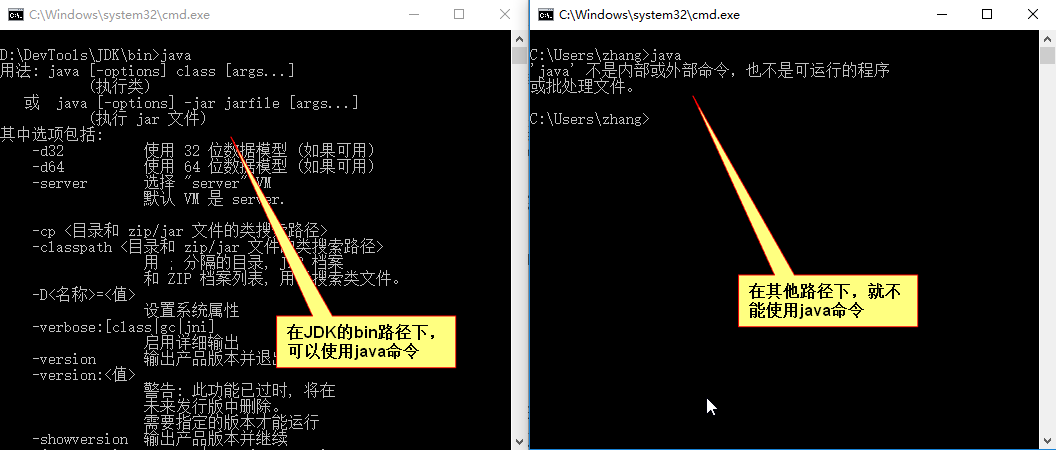 C:\Windows\system32\cmd.exe
D:\DevTools\JDK\bin>java
用法: java [-options] class [args...]
(执行类)
或  java [-options] -jar jarfile [args...]
(执行 jar 文件)
其中选项包括:
-d32 使用 32 位数据模型 (如果可用)
-d64 使用 64 位数据模型 (如果可用)
-server 选择 "server" VM
默认 VM 是 server.
-cp <目录和 zip/jar 文件的类搜索路径>
-classpath <目录和 zip/jar 文件的类搜索路径>
用 ; 分隔的目录, 档案
和 ZIP 档案列表, 用 搜索类文件。
-D<名称>=<值>
设置系统属性
-verbose:[class|gc|jni]
启用详细输出
-version 输出产品版本并退
-version:<值>
警告: 此功能已过时, 将在
未来发行版中删除。
需要指定的版本才能运行
-showversion 输出产品版本并继续
在JDK的bin路径下，
可以使用java命令
C:\Windows\system32\cmd.exe
C:\Users\zhang>java
'java' 不是内部或外部命令，也不是可运行的程序
或批处理文件。
C:\Users\zhang>
在其他路径下，就不
能使用java命令